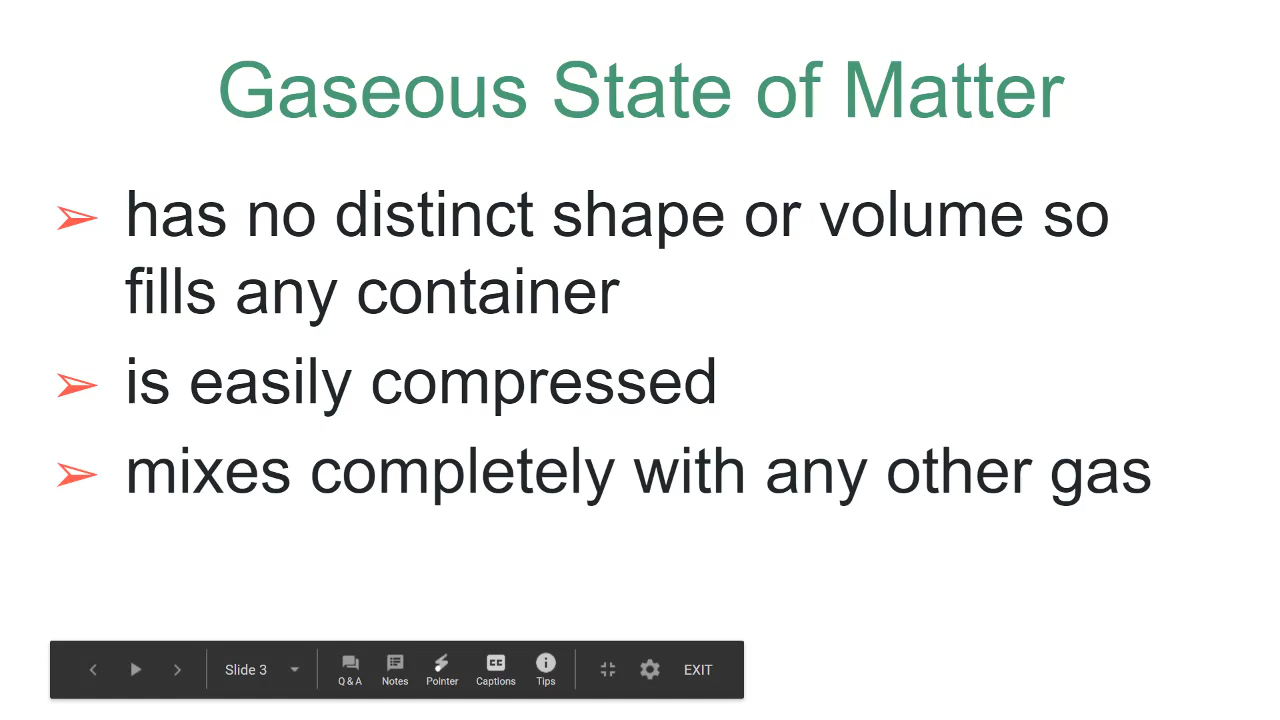 Gaseous State of Matter
➢ has no distinct shape or volume so
fills any container
➢ is easily compressed
➢ mixes completely with any other gas
Slide 3
Q & A
Notes
Pointer
CC
Captions
Tips
EXIT